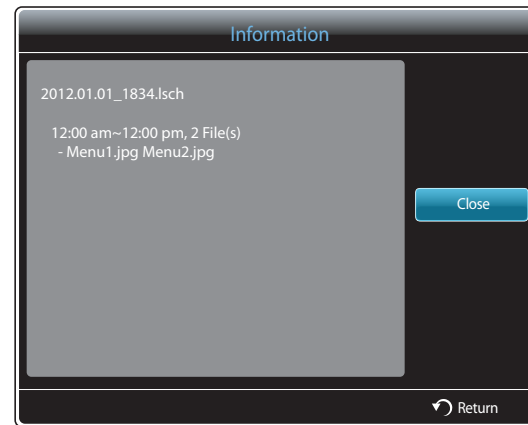 Information
2012.01.01_1834.lsch
12:00 am~12:00 pm, 2 File(s)
- Menu1.jpg Menu2.jpg
Close
Return